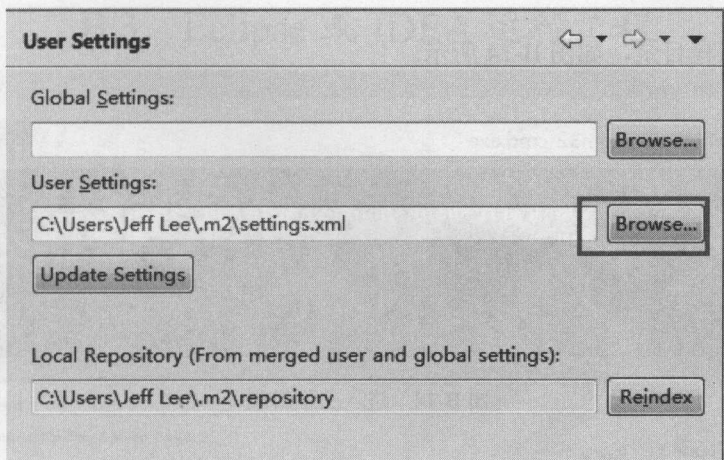 User Settings
Global Settings:
Browse...
User Settings:
C:\Users\Jeff Lee\.m2\settings.xml
Browse...
Update Settings
Local Repository (From merged user and global settings):
C:\Users\Jeff Lee\.m2\repository
Reindex